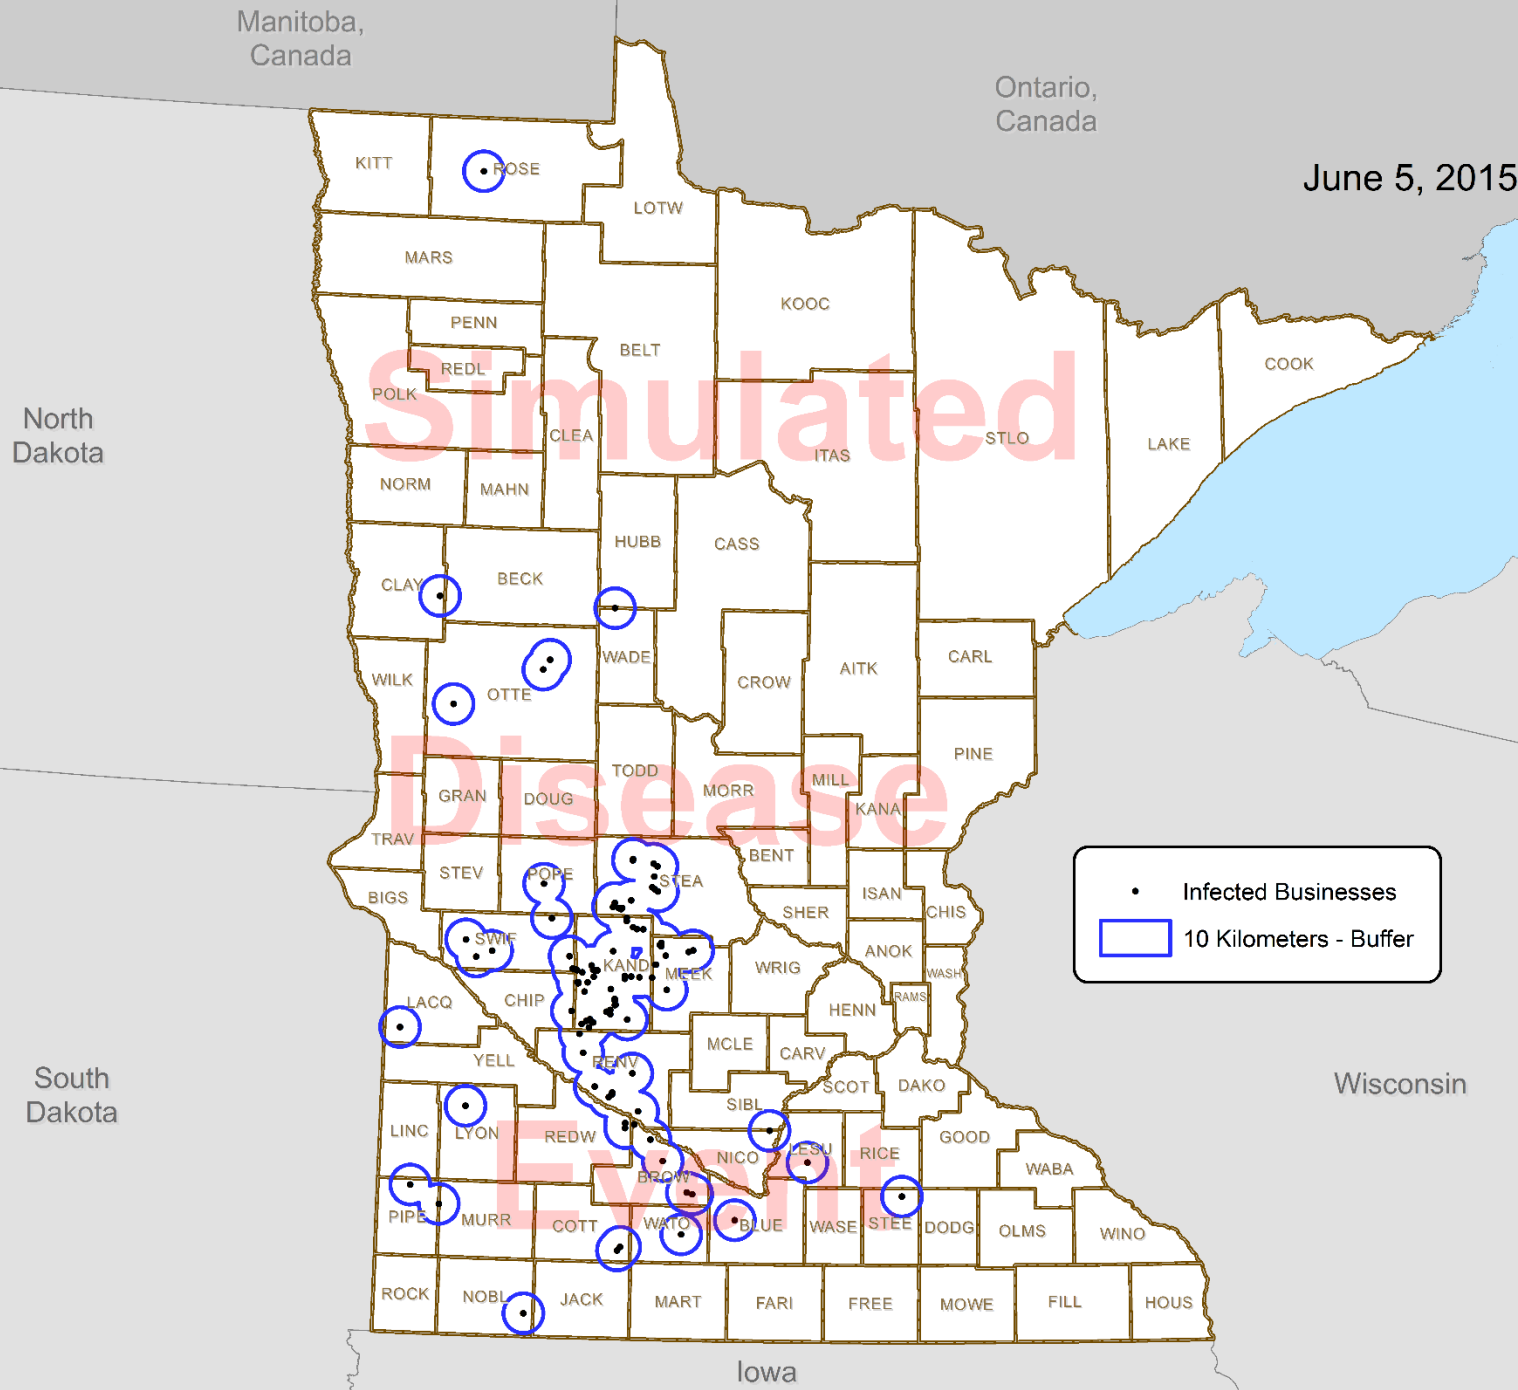 Manitoba,
Canada
Ontario,
Canada
June 5, 2015
KITT
ROSE
LOTW
MARS
KOOC
PENN
BELT
COOK
REDL
POLK
Simulated
North
Dakota
CLEA
STLO
LAKE
ITAS
NORM
MAHN
HUBB
CASS
BECK
CLAY
WADE
CARL
AITK
WILK
OTTE
CROW
PINE
TODD
MILL
MORR
GRAN
DOUG
KANA
Disease
TRAV
BENT
STEV
POPE
STEA
ISAN
BIGS
SHER
CHIS
Infected Businesses
SWIF
ANOK
10 Kilometers - Buffer
KAND
MEEK
WRIG
WASH
LACQ
CHIP
RAMS
HENN
MCLE
CARV
YELL
RENV
South
Dakota
SCOT
DAKO
Wisconsin
SIBL
LINC
LYON
REDW
GOOD
LESU
RICE
NICO
WABA
BROW
Event
PIPE
MURR
COTT
WATO
BLUE
WASE
STEE
DODG
OLMS
WINO
ROCK
NOBL
JACK
MART
FARI
FREE
MOWE
FILL
HOUS
Iowa